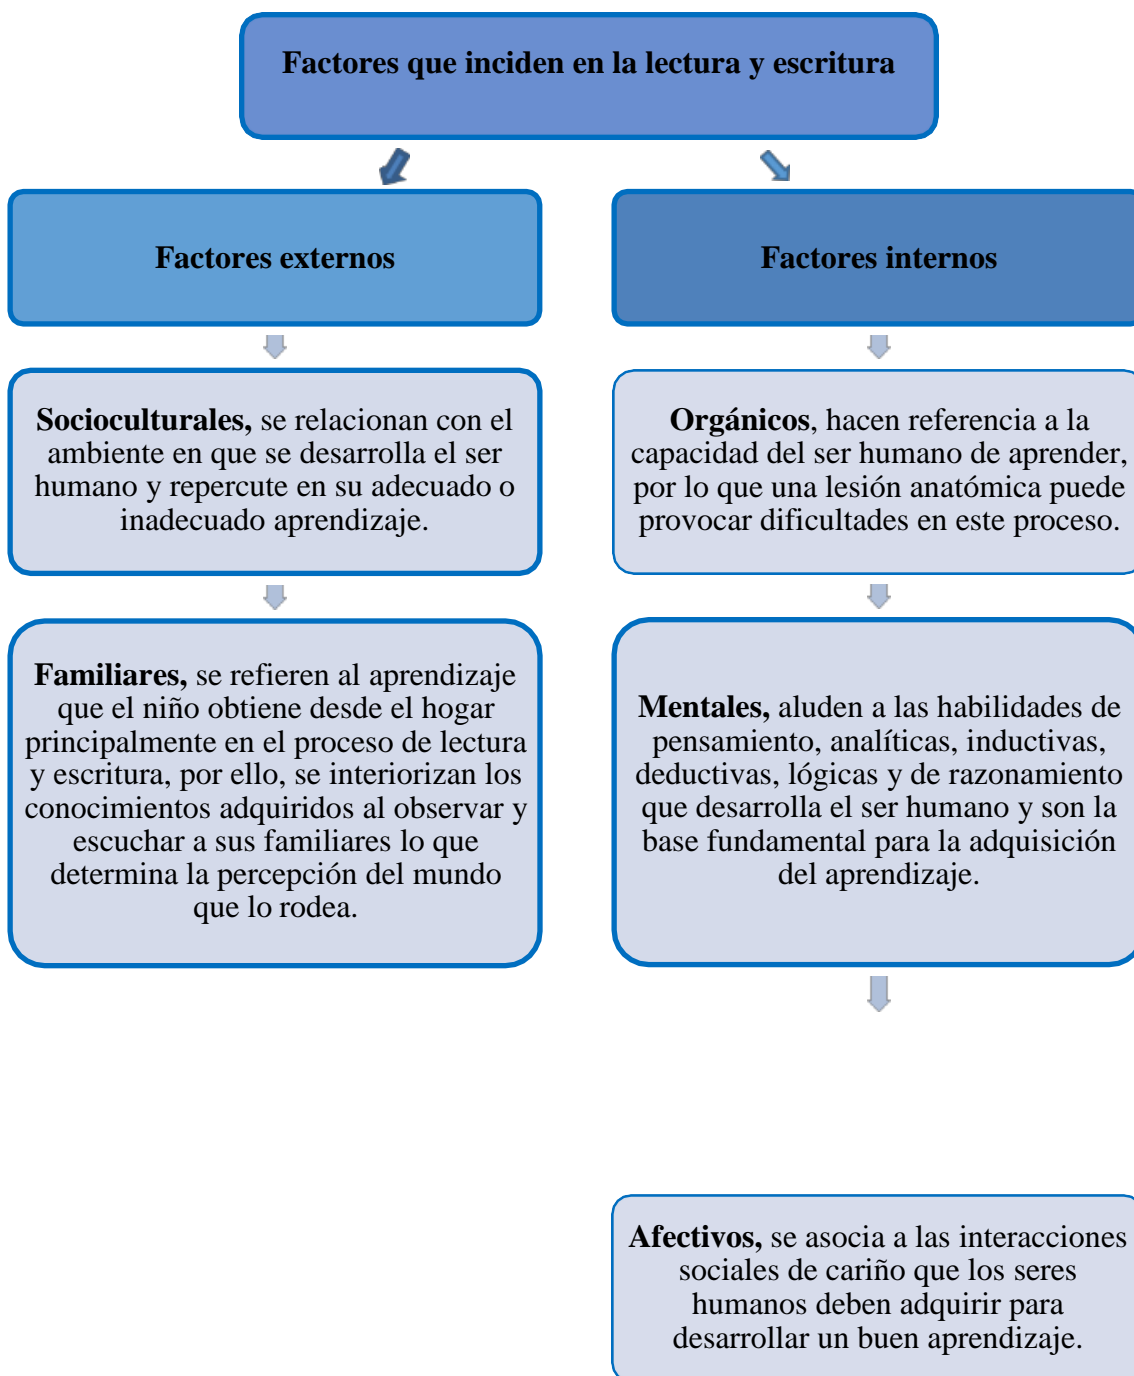 Factores que inciden en la lectura y escritura
Factores externos
Factores internos
Socioculturales, se relacionan con el
ambiente en que se desarrolla el ser
humano y repercute en su adecuado o
inadecuado aprendizaje.
Orgánicos, hacen referencia a la
capacidad del ser humano de aprender,
por lo que una lesión anatómica puede
provocar dificultades en este proceso.
Familiares, se refieren al aprendizaje
que el niño obtiene desde el hogar
principalmente en el proceso de lectura
y escritura, por ello, se interiorizan los
conocimientos adquiridos al observar y
escuchar a sus familiares lo que
determina la percepción del mundo
que lo rodea.
Mentales, aluden a las habilidades de
pensamiento, analíticas, inductivas,
deductivas, lógicas y de razonamiento
que desarrolla el ser humano y son la
base fundamental para la adquisición
del aprendizaje.
Afectivos, se asocia a las interacciones
sociales de cariño que los seres
humanos deben adquirir para
desarrollar un buen aprendizaje.